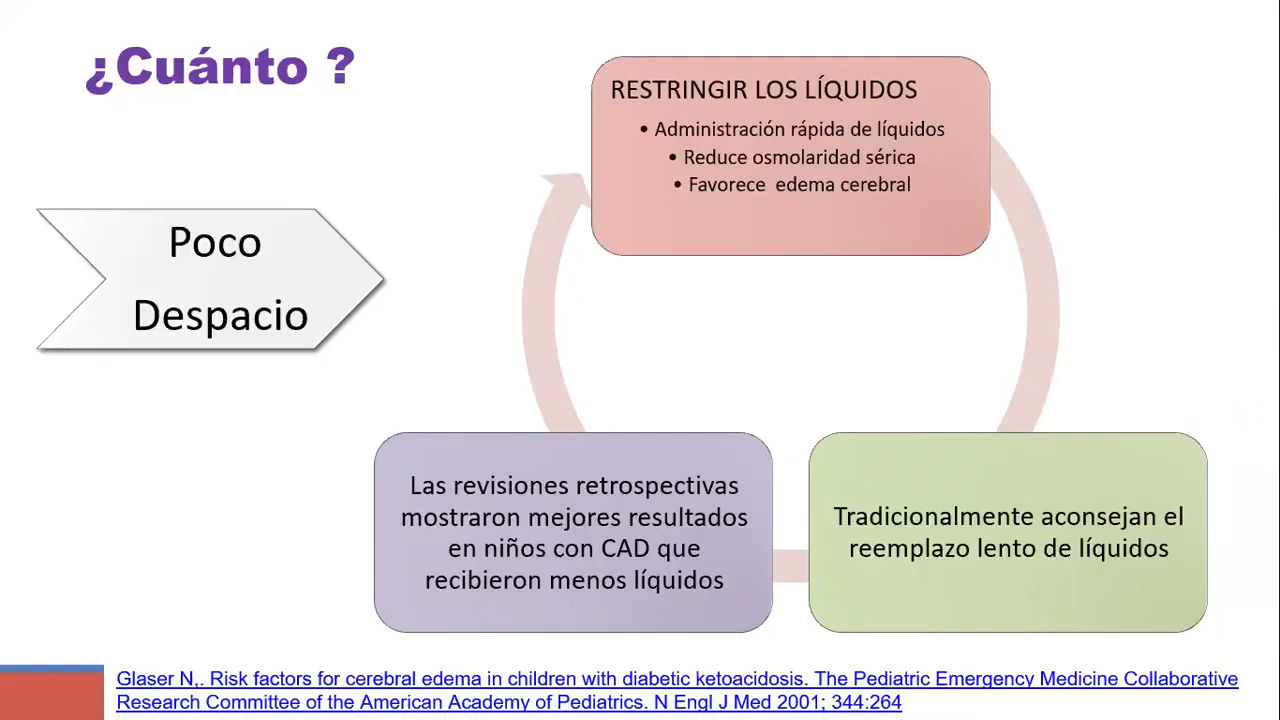 ¿Cuánto ?
Poco
Despacio
RESTRINGIR LOS LÍQUIDOS
• Administración rápida de líquidos
• Reduce osmolaridad sérica
• Favorece edema cerebral
Las revisiones retrospectivas
mostraron mejores resultados
en niños con CAD que
recibieron menos líquidos
Tradicionalmente aconsejan el
reemplazo lento de líquidos
Glaser N,. Risk factors for cerebral edema in children with diabetic ketoacidosis. The Pediatric Emergency Medicine Collaborative
Research Committee of the American Academy of Pediatrics. N Engl J Med 2001; 344:264